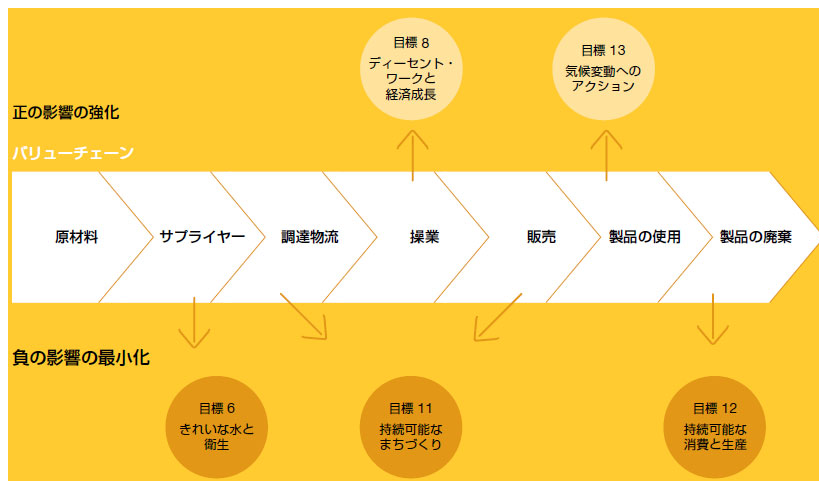 目標 8
ディーセント・
ワークと
経済成長
目標 13
気候変動への
アクション
正の影響の強化
バリューチェーン
原材料
サプライヤー
調達物流
操業
販売
製品の使用
製品の廃棄
負の影響の最小化
目標 6
きれいな水と
衛生
目標 11
持続可能な
まちづくり
目標 12
持続可能な
消費と生産